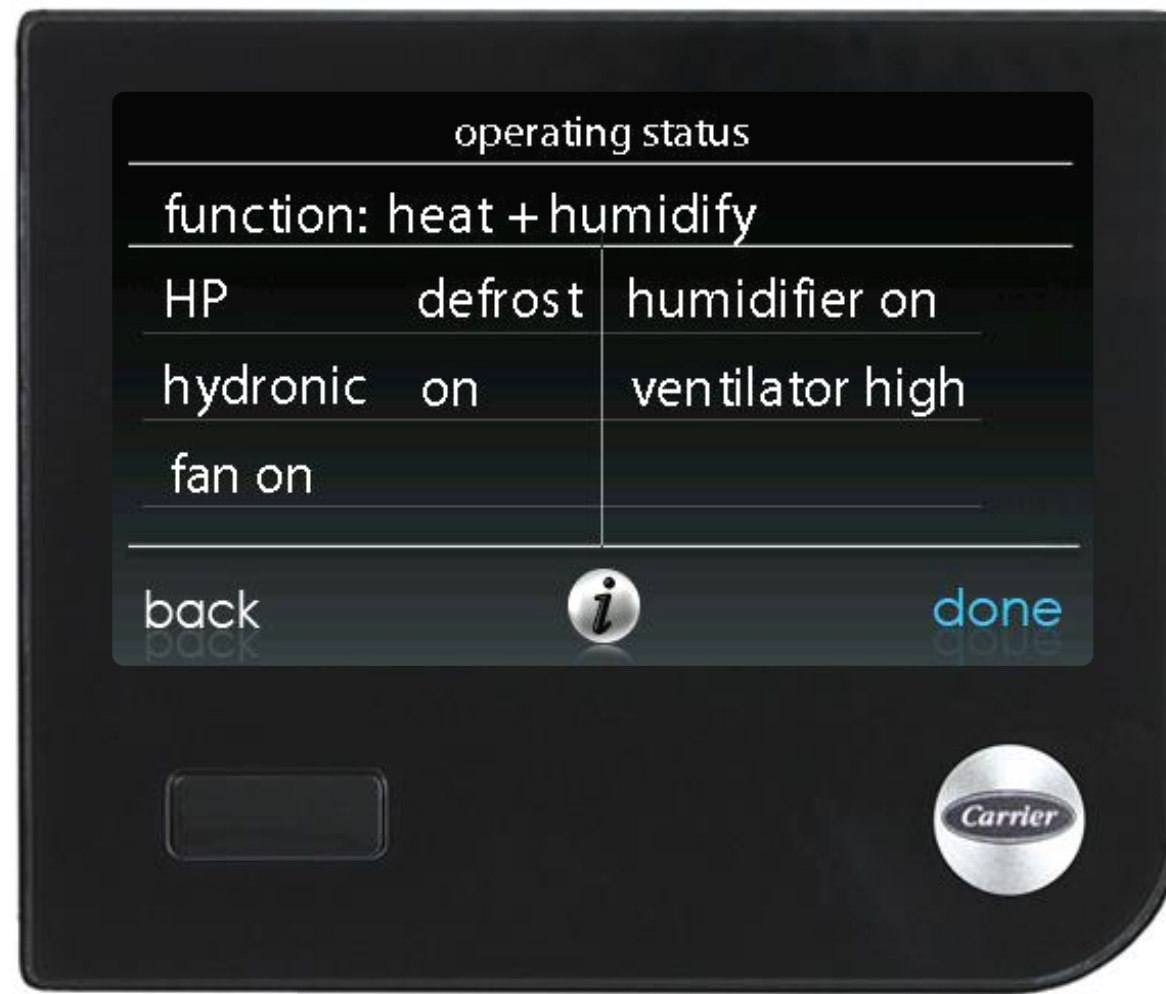 operating status
function: heat + humidify
HP defrost
humidifier on
hydronic on
ventilator high
fan on
back
i
done
Carrier